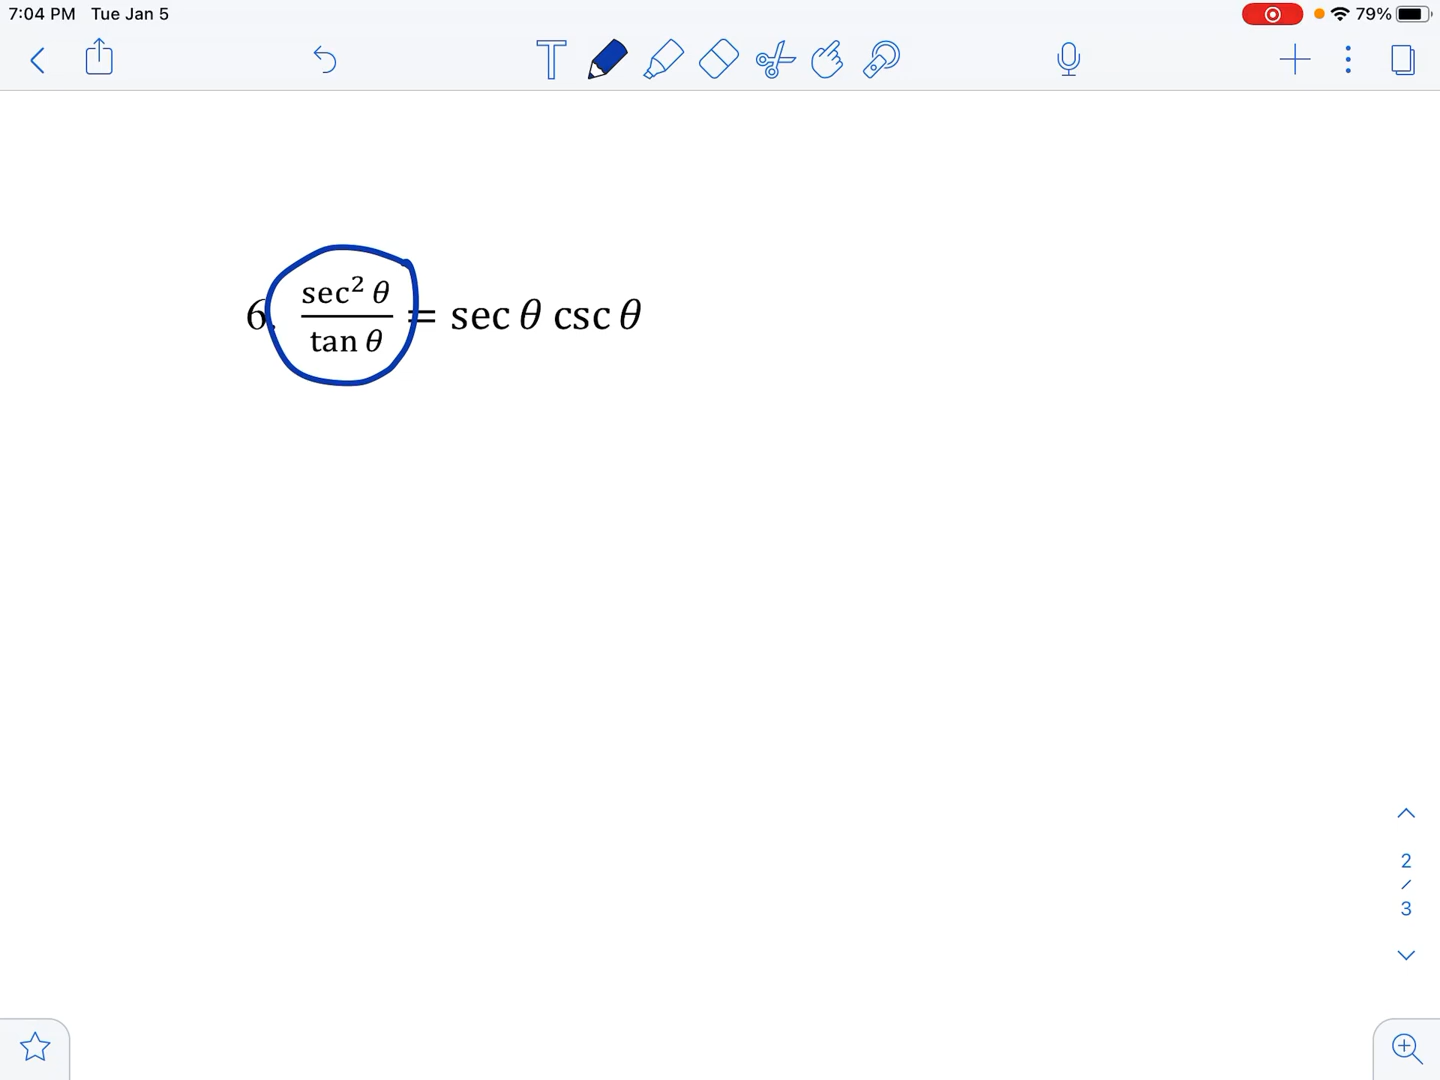 7:04 PM Tue Jan 5
79%
T
6. sec² θ / tan θ = sec θ csc θ
2
/
3